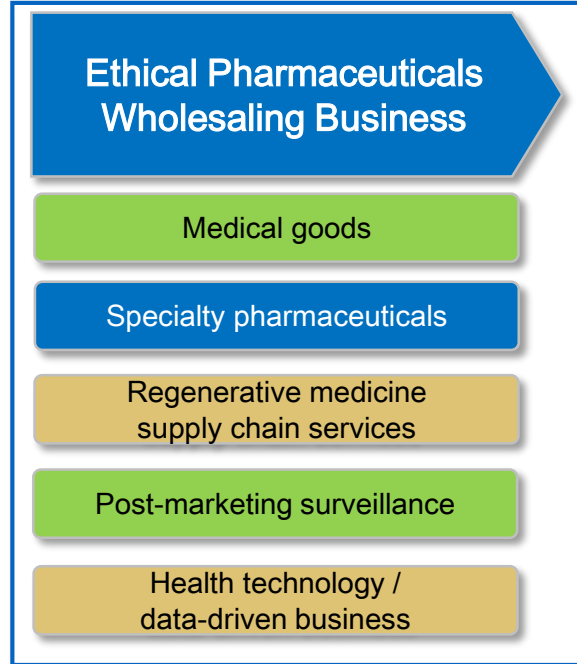 Ethical Pharmaceuticals
Wholesaling Business
Medical goods
Specialty pharmaceuticals
Regenerative medicine
supply chain services
Post-marketing surveillance
Health technology /
data-driven business